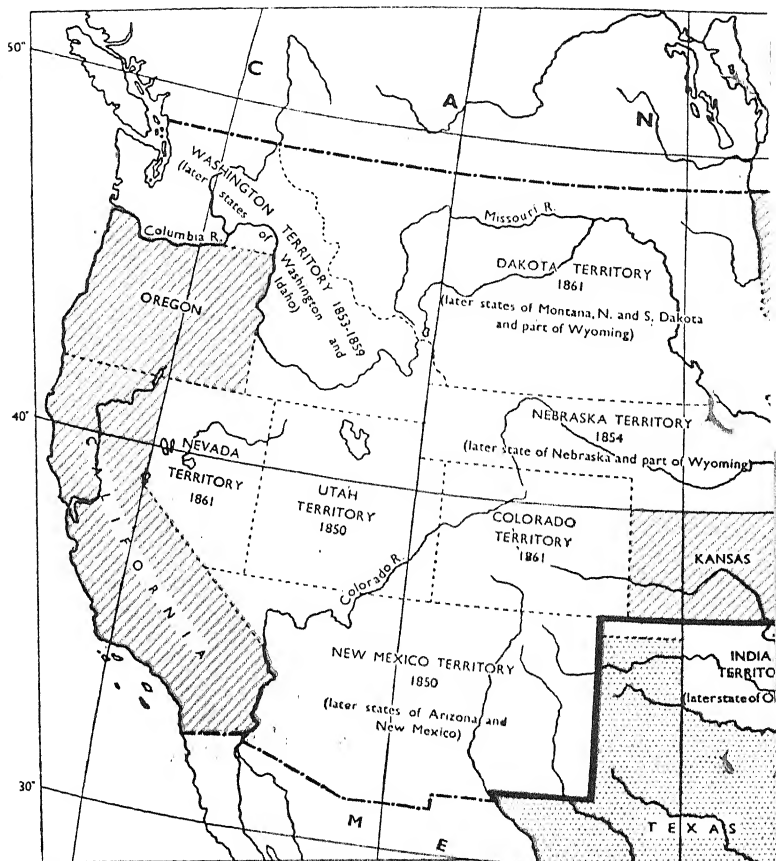 50°
C
A
N
WASHINGTON TERRITORY 1853-1859
(later states of Washington and Idaho)
Columbia R.
Missouri R.
OREGON
DAKOTA TERRITORY
1861
(later states of Montana, N. and S. Dakota
and part of Wyoming)
40°
NEBRASKA TERRITORY
1854
(later state of Nebraska and part of Wyoming)
NEVADA
TERRITORY
1861
UTAH
TERRITORY
1850
COLORADO
TERRITORY
1861
KANSAS
CALIFORNIA
Colorado R.
NEW MEXICO TERRITORY
1850
(later states of Arizona and
New Mexico)
INDIA
TERRITO
(later state of O
30°
M
E
TEXAS